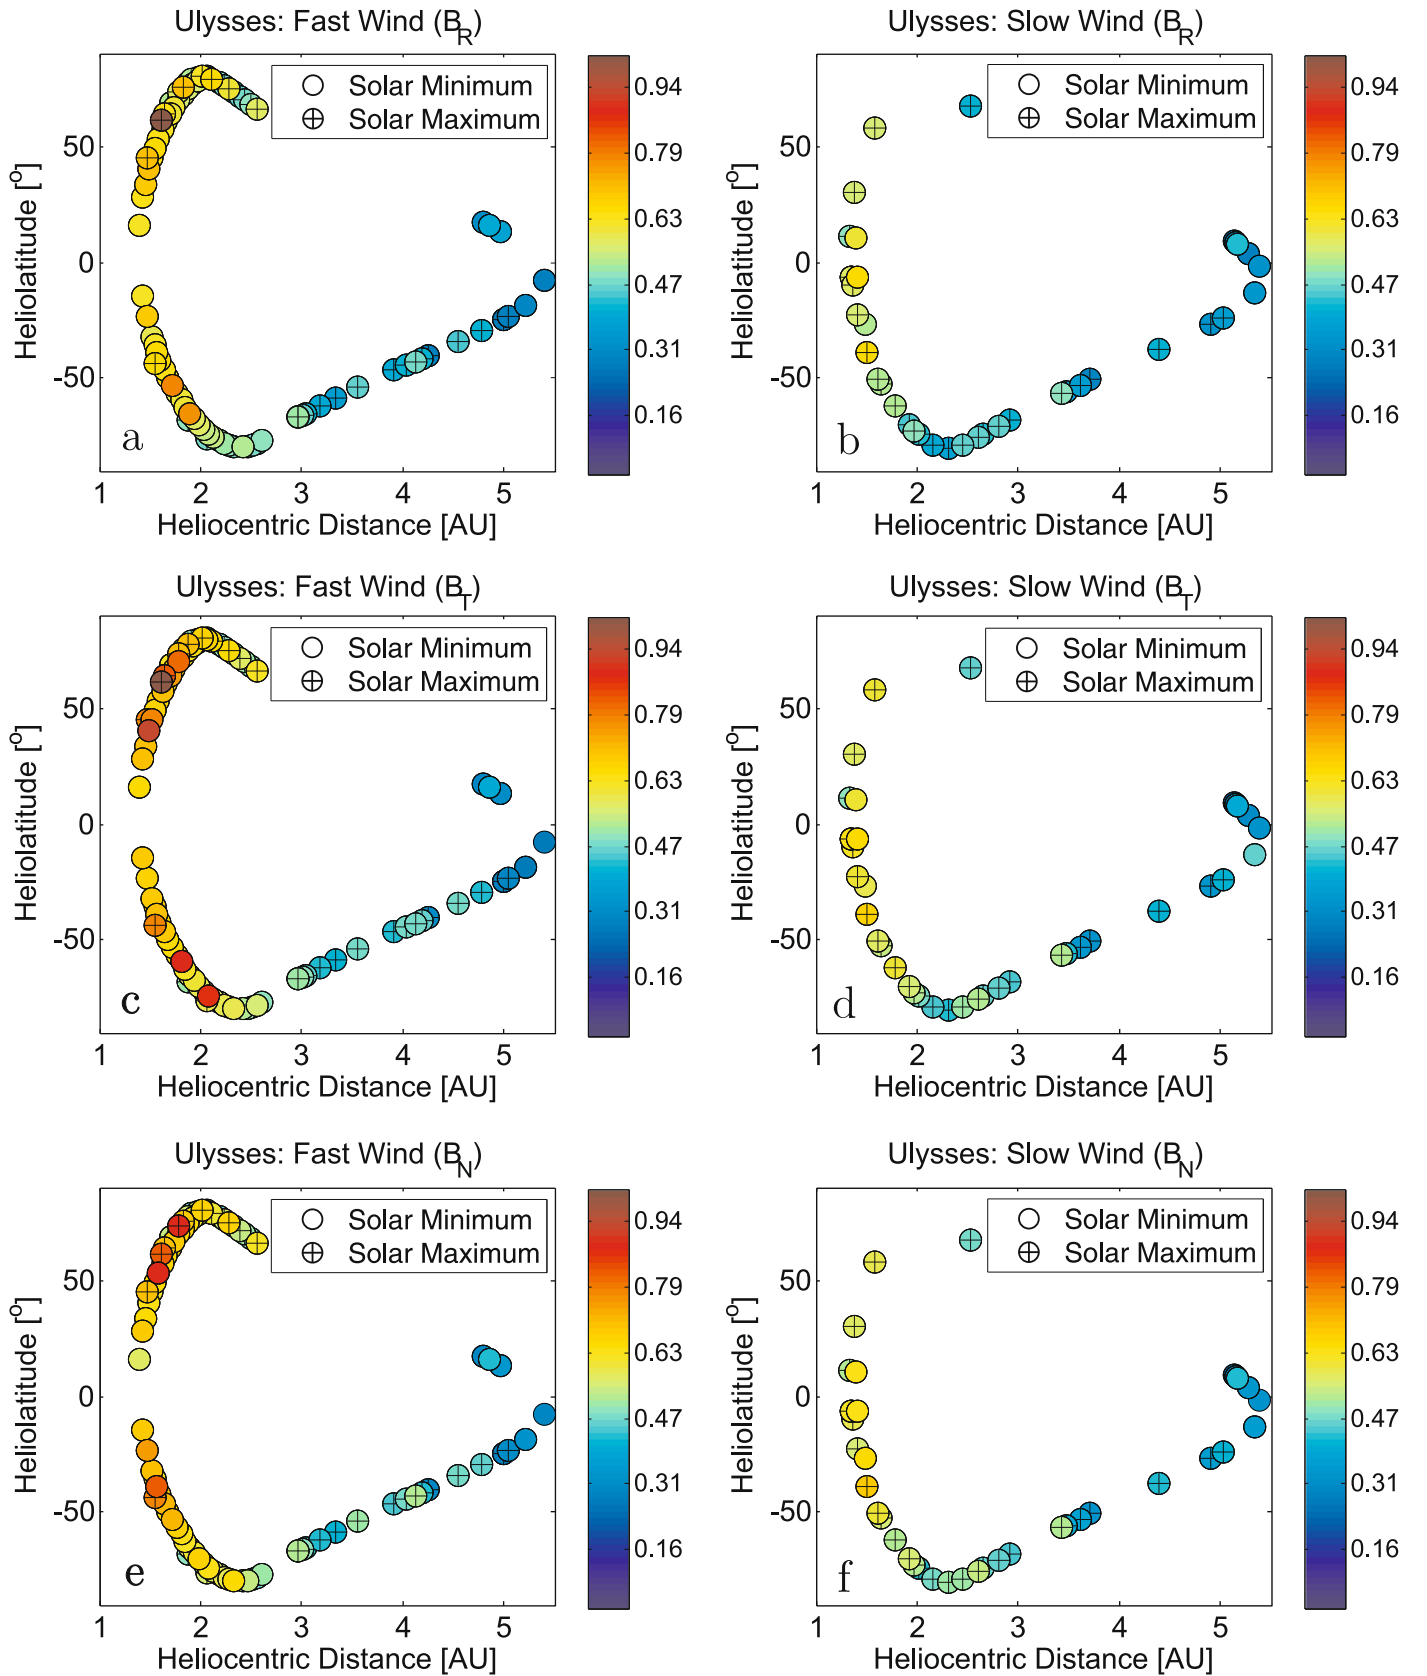 Ulysses: Fast Wind (B_R)
Solar Minimum
Solar Maximum
50
0
-50
Heliolatitude [°]
a
1 2 3 4 5
Heliocentric Distance [AU]
0.94
0.79
0.63
0.47
0.31
0.16
Ulysses: Slow Wind (B_R)
Solar Minimum
Solar Maximum
50
0
-50
Heliolatitude [°]
b
1 2 3 4 5
Heliocentric Distance [AU]
0.94
0.79
0.63
0.47
0.31
0.16
Ulysses: Fast Wind (B_T)
Solar Minimum
Solar Maximum
50
0
-50
Heliolatitude [°]
c
1 2 3 4 5
Heliocentric Distance [AU]
0.94
0.79
0.63
0.47
0.31
0.16
Ulysses: Slow Wind (B_T)
Solar Minimum
Solar Maximum
50
0
-50
Heliolatitude [°]
d
1 2 3 4 5
Heliocentric Distance [AU]
0.94
0.79
0.63
0.47
0.31
0.16
Ulysses: Fast Wind (B_N)
Solar Minimum
Solar Maximum
50
0
-50
Heliolatitude [°]
e
1 2 3 4 5
Heliocentric Distance [AU]
0.94
0.79
0.63
0.47
0.31
0.16
Ulysses: Slow Wind (B_N)
Solar Minimum
Solar Maximum
50
0
-50
Heliolatitude [°]
f
1 2 3 4 5
Heliocentric Distance [AU]
0.94
0.79
0.63
0.47
0.31
0.16